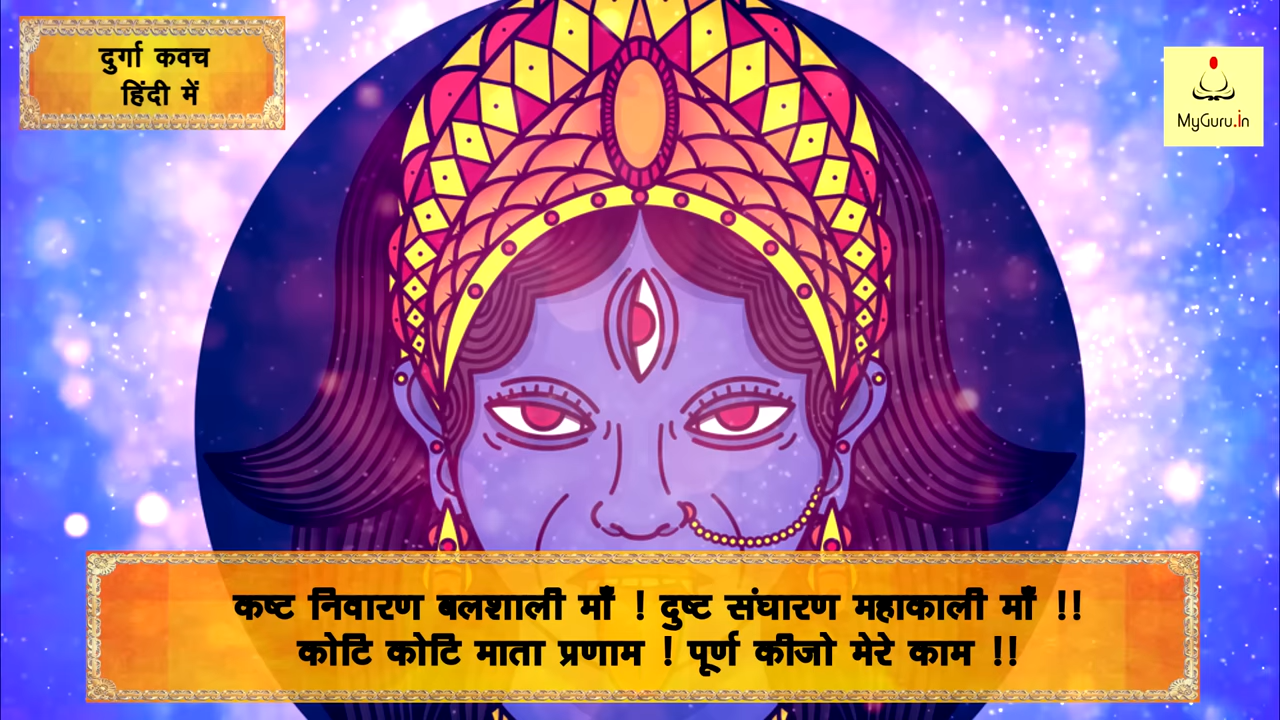 दुर्गा कवच
हिंदी में
MyGuru.in
कष्ट निवारण बलशाली माँ ! दुष्ट संघारण महाकाली माँ !!
कोटि कोटि माता प्रणाम ! पूर्ण कीजो मेरे काम !!